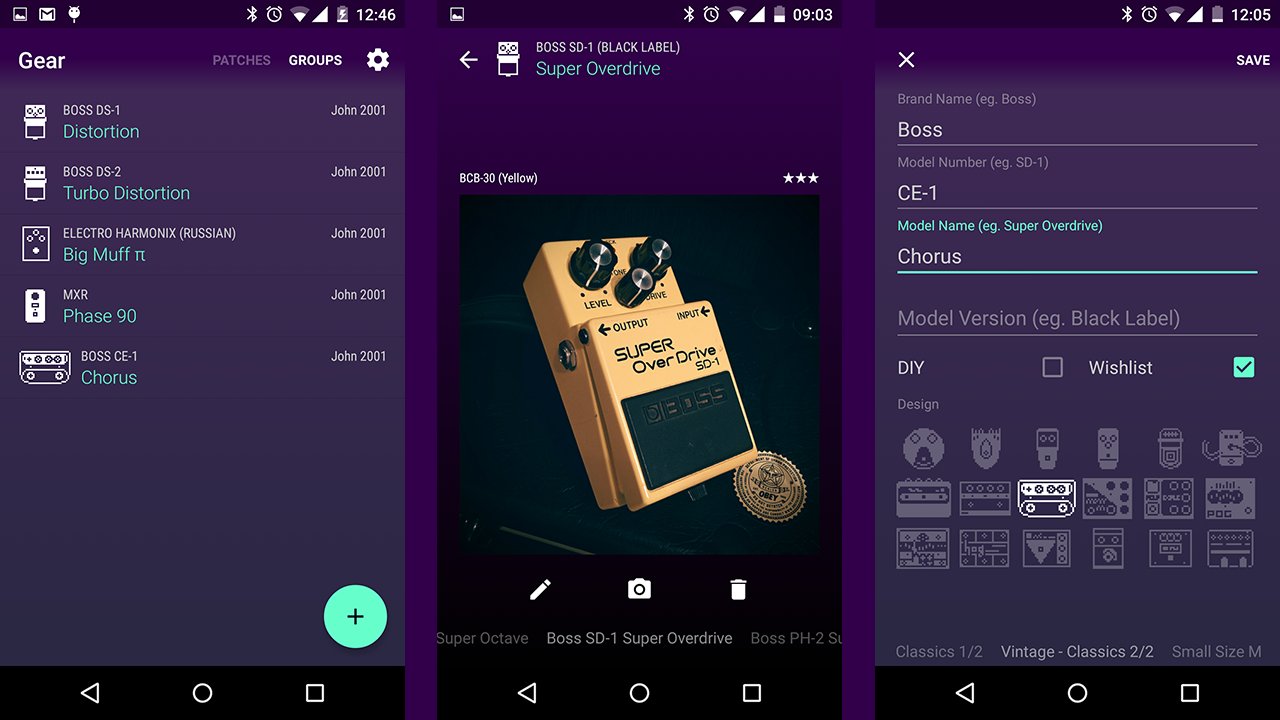 12:46
Gear PATCHES GROUPS
BOSS DS-1 John 2001
Distortion
BOSS DS-2 John 2001
Turbo Distortion
ELECTRO HARMONIX (RUSSIAN) John 2001
Big Muff π
MXR John 2001
Phase 90
BOSS CE-1 John 2001
Chorus
+
09:03
BOSS SD-1 (BLACK LABEL)
Super Overdrive
BCB-30 (Yellow) ★★★
LEVEL
DRIVE
OUTPUT
INPUT
SUPER
Over Drive
SD-1
BOSS
OBEY
Super Octave Boss SD-1 Super Overdrive Boss PH-2 Su
12:05
SAVE
Brand Name (eg. Boss)
Boss
Model Number (eg. SD-1)
CE-1
Model Name (eg. Super Overdrive)
Chorus
Model Version (eg. Black Label)
DIY Wishlist
Design
POG
Classics 1/2 Vintage - Classics 2/2 Small Size M